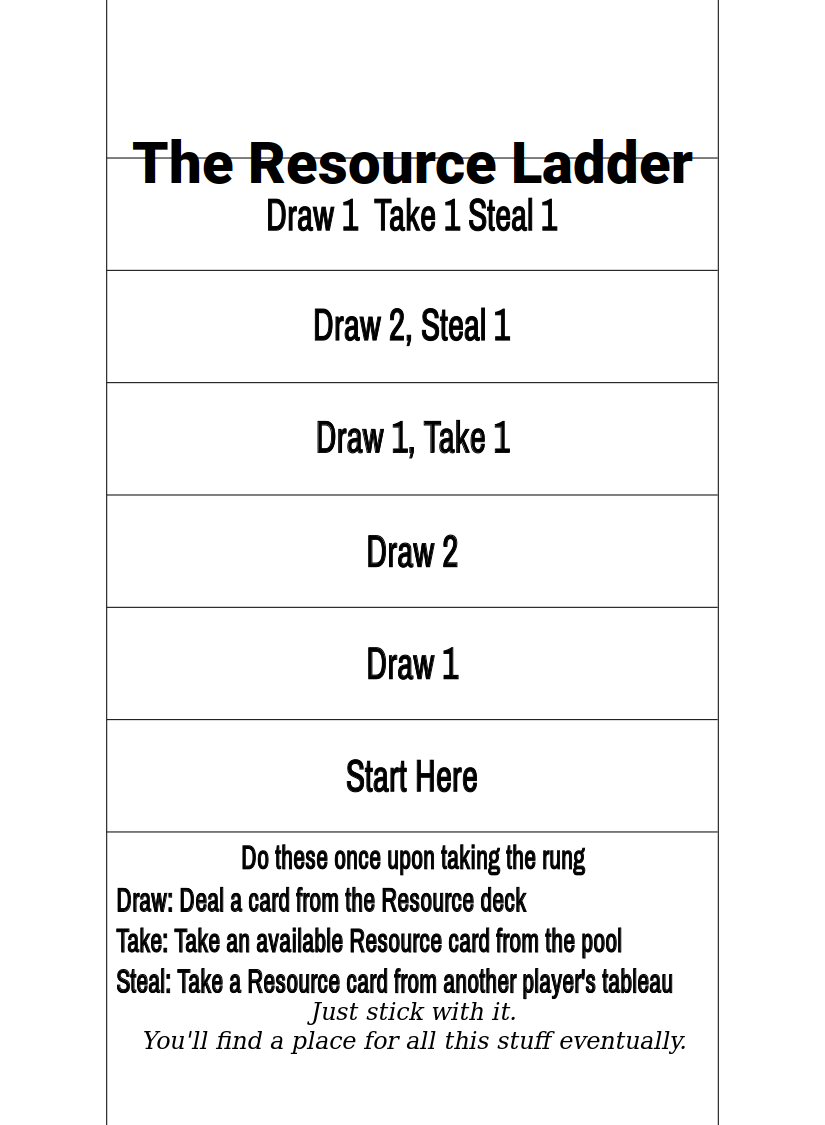 The Resource Ladder
Draw 1  Take 1 Steal 1
Draw 2, Steal 1
Draw 1, Take 1
Draw 2
Draw 1
Start Here
Do these once upon taking the rung
Draw: Deal a card from the Resource deck
Take: Take an available Resource card from the pool
Steal: Take a Resource card from another player's tableau
Just stick with it.
You'll find a place for all this stuff eventually.